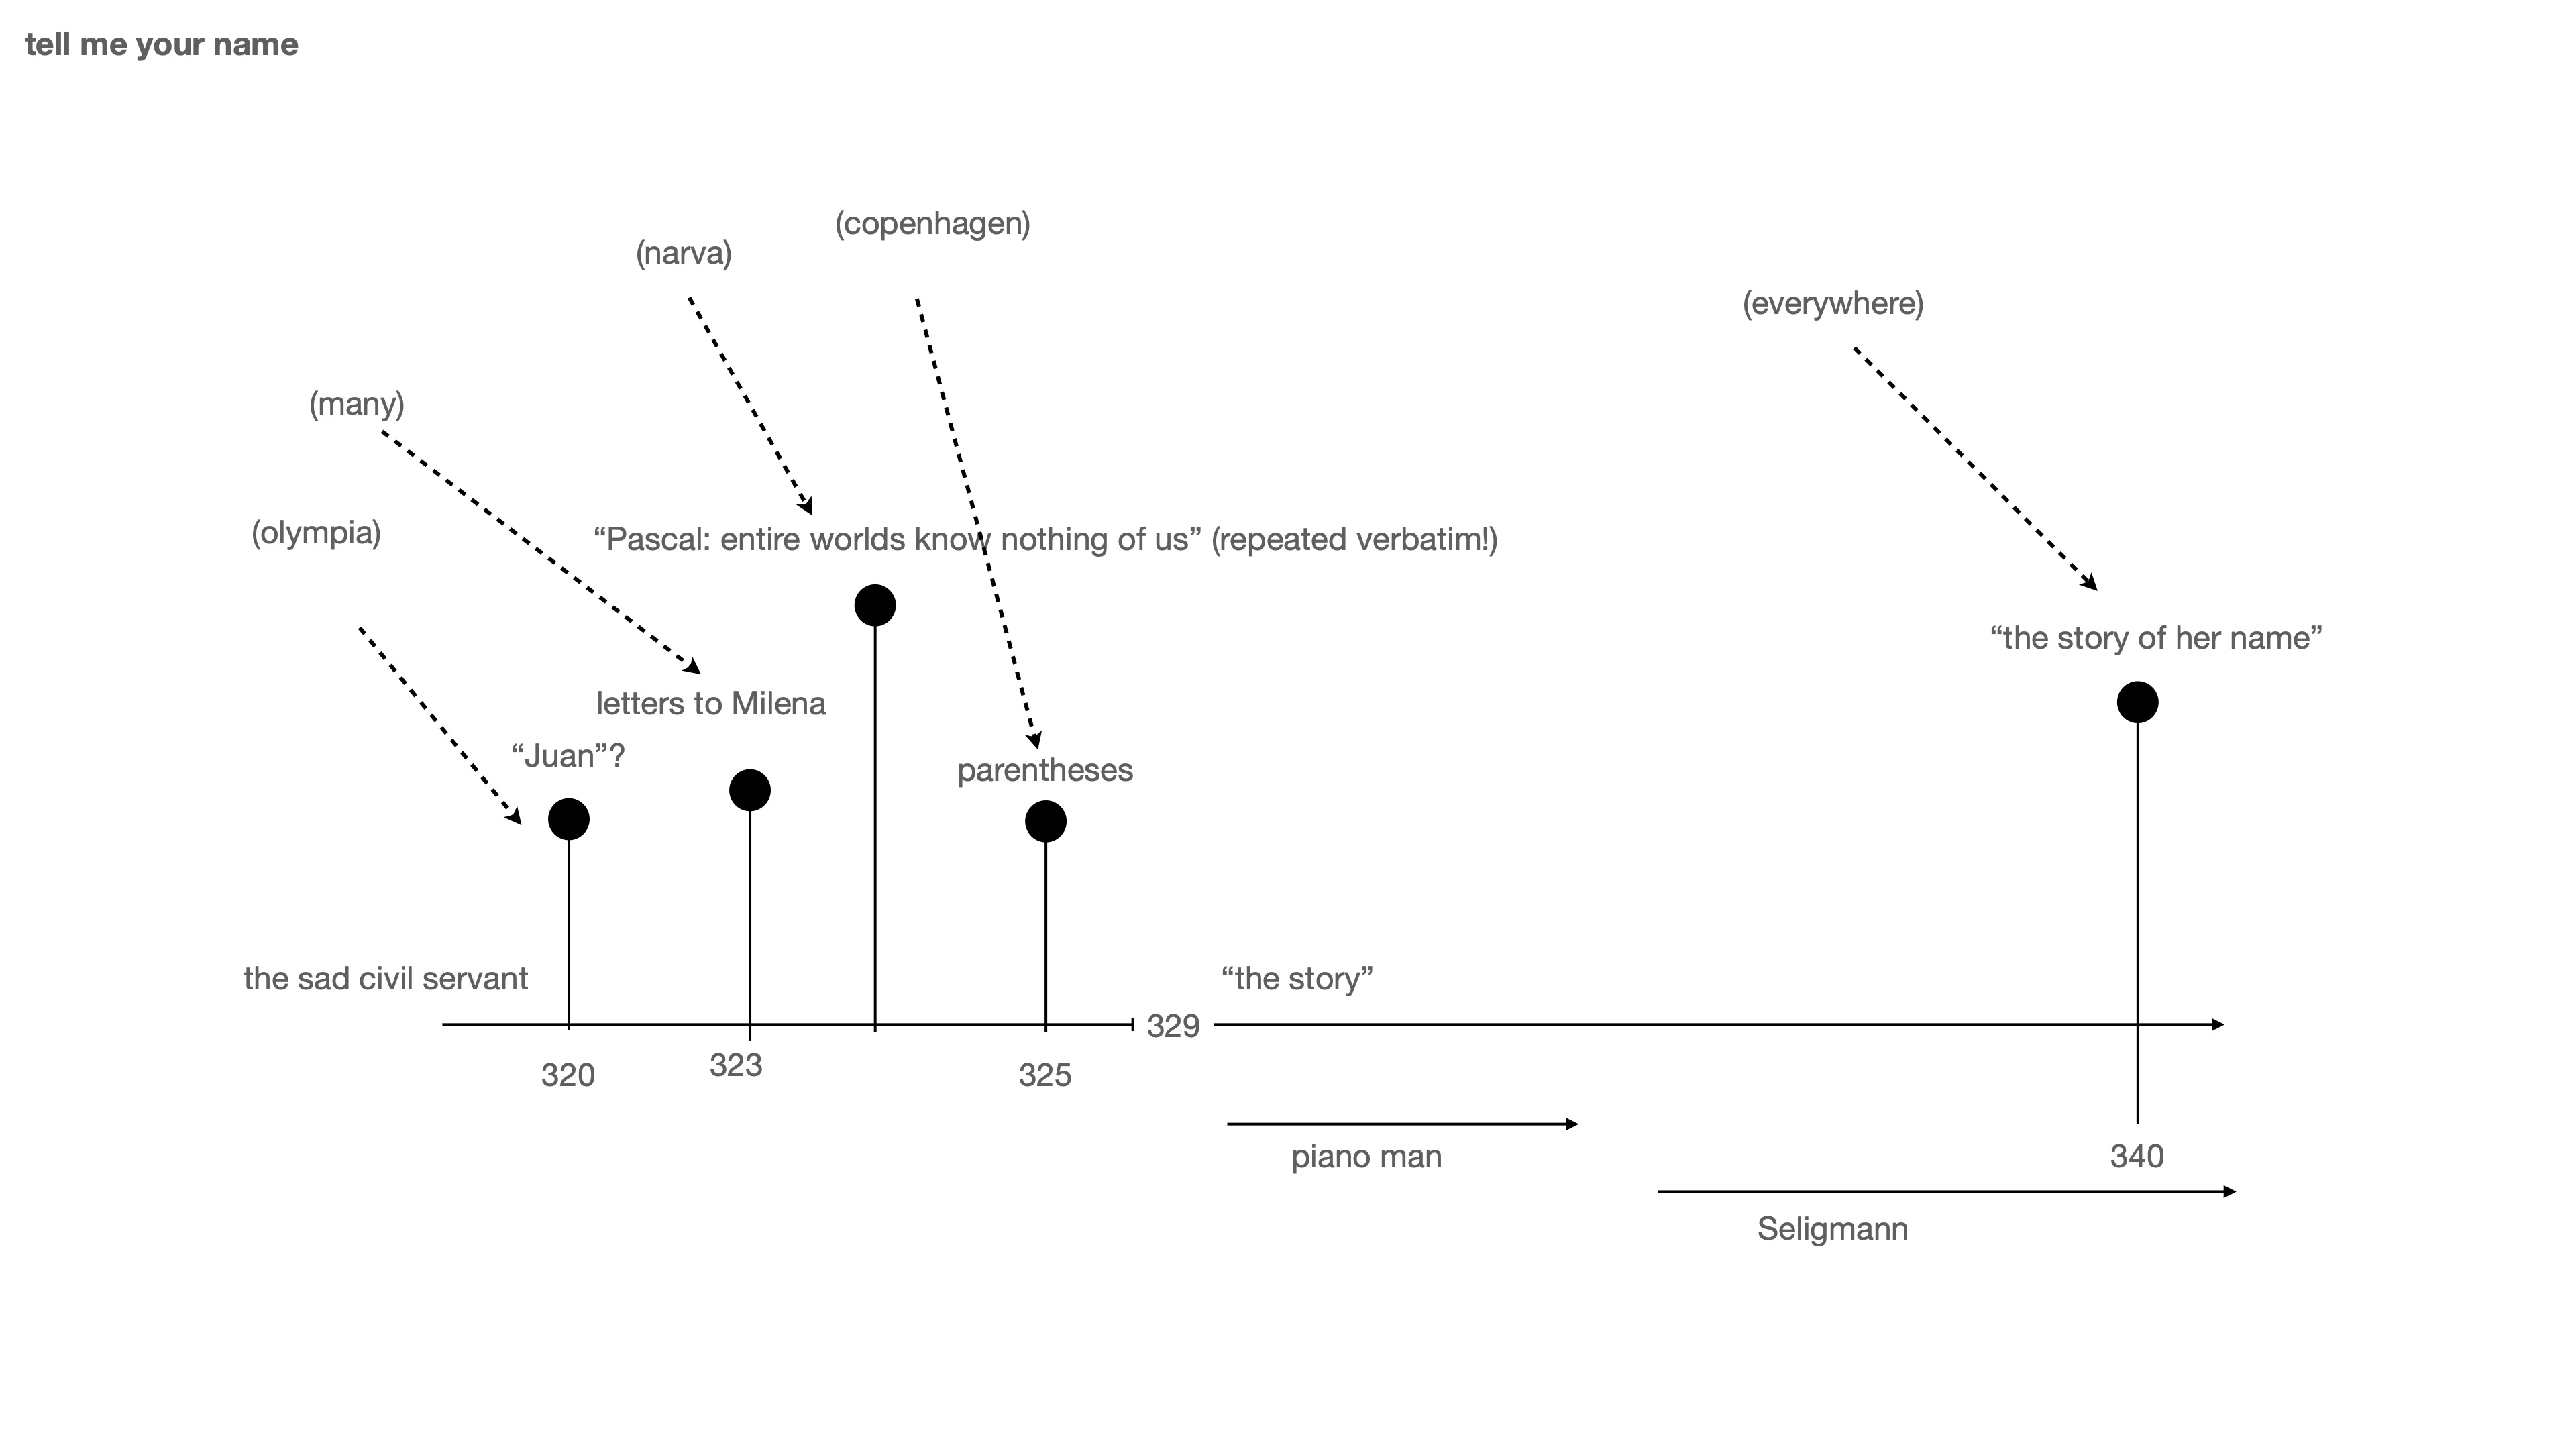 tell me your name
(copenhagen)
(narva)
(everywhere)
(many)
(olympia)
“Pascal: entire worlds know nothing of us” (repeated verbatim!)
“the story of her name”
letters to Milena
“Juan”?
parentheses
the sad civil servant
“the story”
329
320
323
325
piano man
340
Seligmann